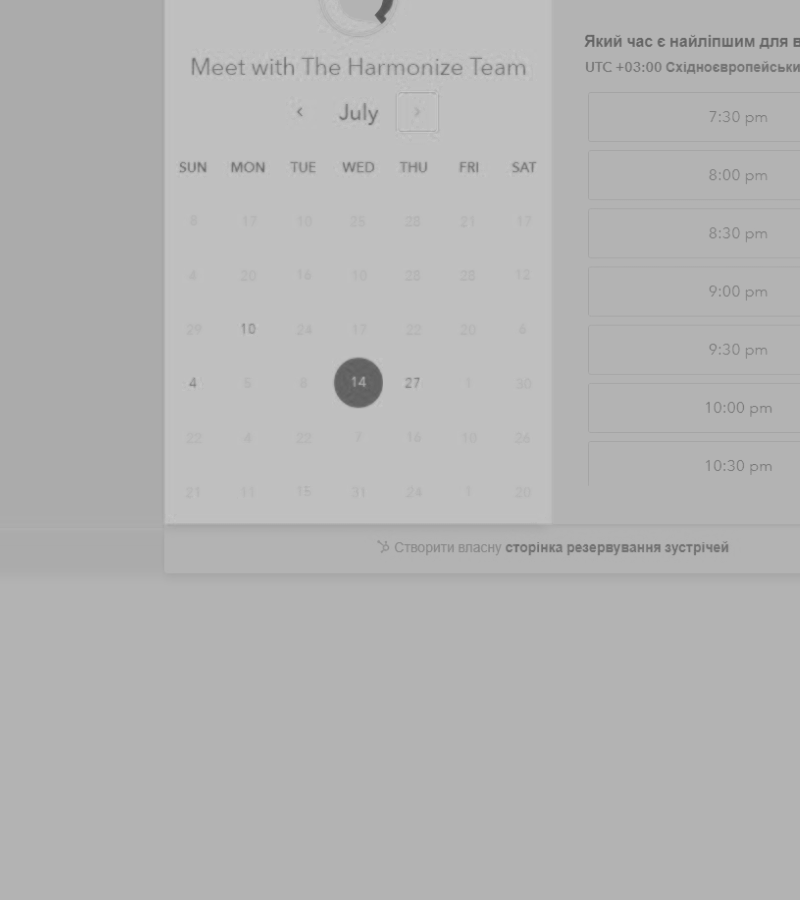 Meet with The Harmonize Team
July
SUN MON TUE WED THU FRI SAT
8 17 10 25 28 21 17
4 20 16 10 28 28 12
29 10 24 17 22 20 6
4 5 8 14 27 1 30
22 4 22 7 16 10 26
21 11 15 31 24 1 20
Який час є найліпшим для
UTC +03:00
7:30 pm
8:00 pm
8:30 pm
9:00 pm
9:30 pm
10:00 pm
10:30 pm
Створити власну сторінка резервування зустрічей